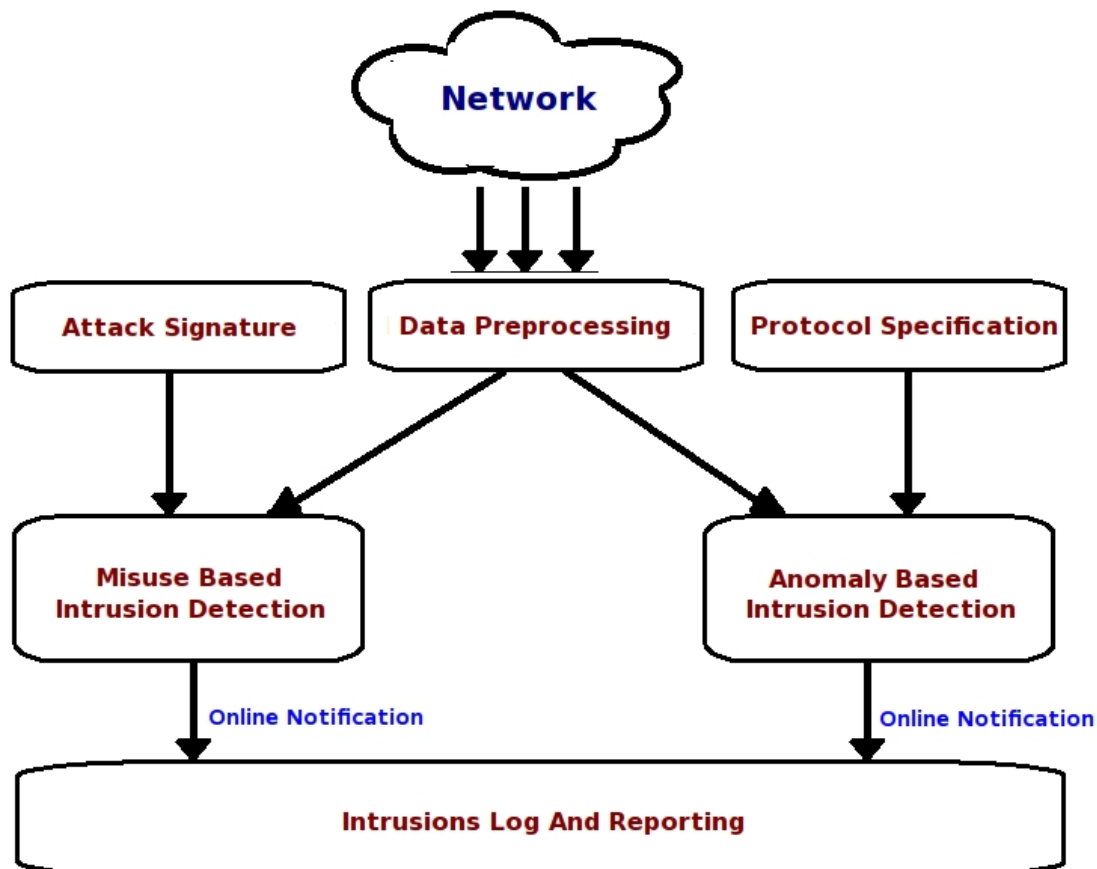 Network
Attack Signature
Data Preprocessing
Protocol Specification
Misuse Based
Intrusion Detection
Anomaly Based
Intrusion Detection
Online Notification
Online Notification
Intrusions Log And Reporting